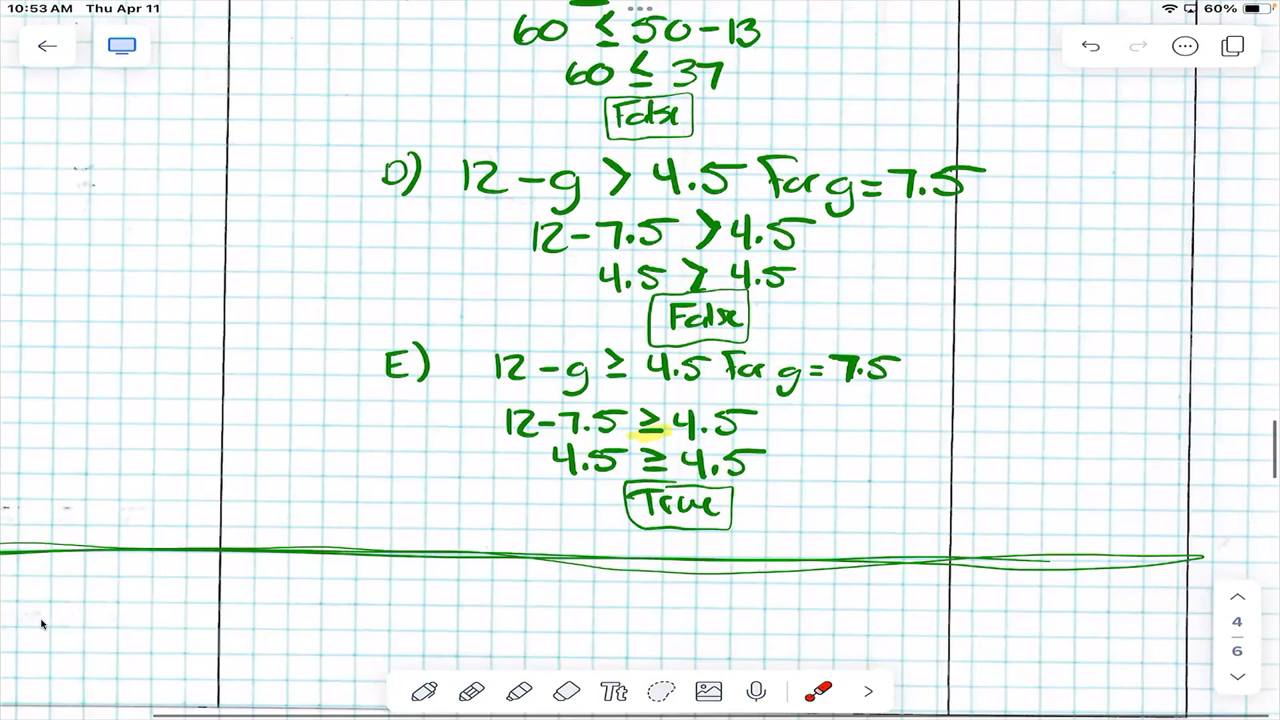 10:53 AM Thu Apr 11
60%
60 ≤ 50-13
60 ≤ 37
False
D) 12-g > 4.5 For g=7.5
12-7.5 > 4.5
4.5 > 4.5
False
E) 12-g ≥ 4.5 For g=7.5
12-7.5 ≥ 4.5
4.5 ≥ 4.5
True
4
6
Tt